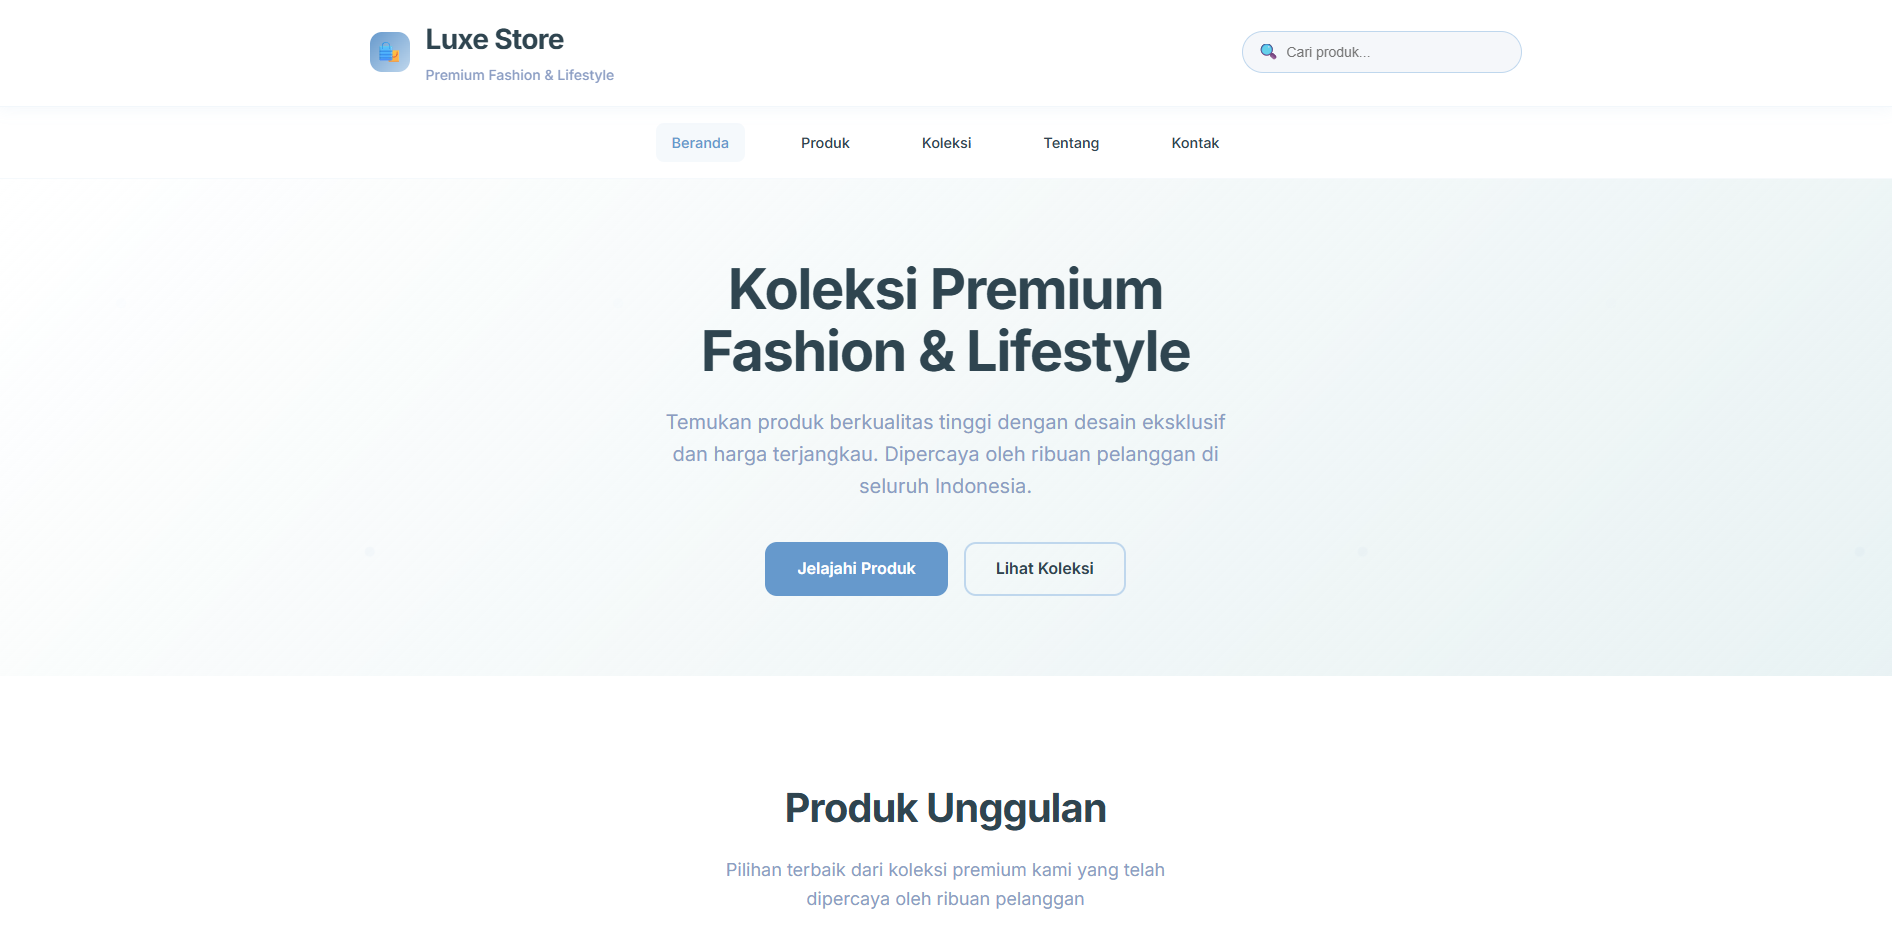 Luxe Store
Premium Fashion & Lifestyle
Cari produk...
Beranda
Produk
Koleksi
Tentang
Kontak
Koleksi Premium
Fashion & Lifestyle
Temukan produk berkualitas tinggi dengan desain eksklusif
dan harga terjangkau. Dipercaya oleh ribuan pelanggan di
seluruh Indonesia.
Jelajahi Produk
Lihat Koleksi
Produk Unggulan
Pilihan terbaik dari koleksi premium kami yang telah
dipercaya oleh ribuan pelanggan